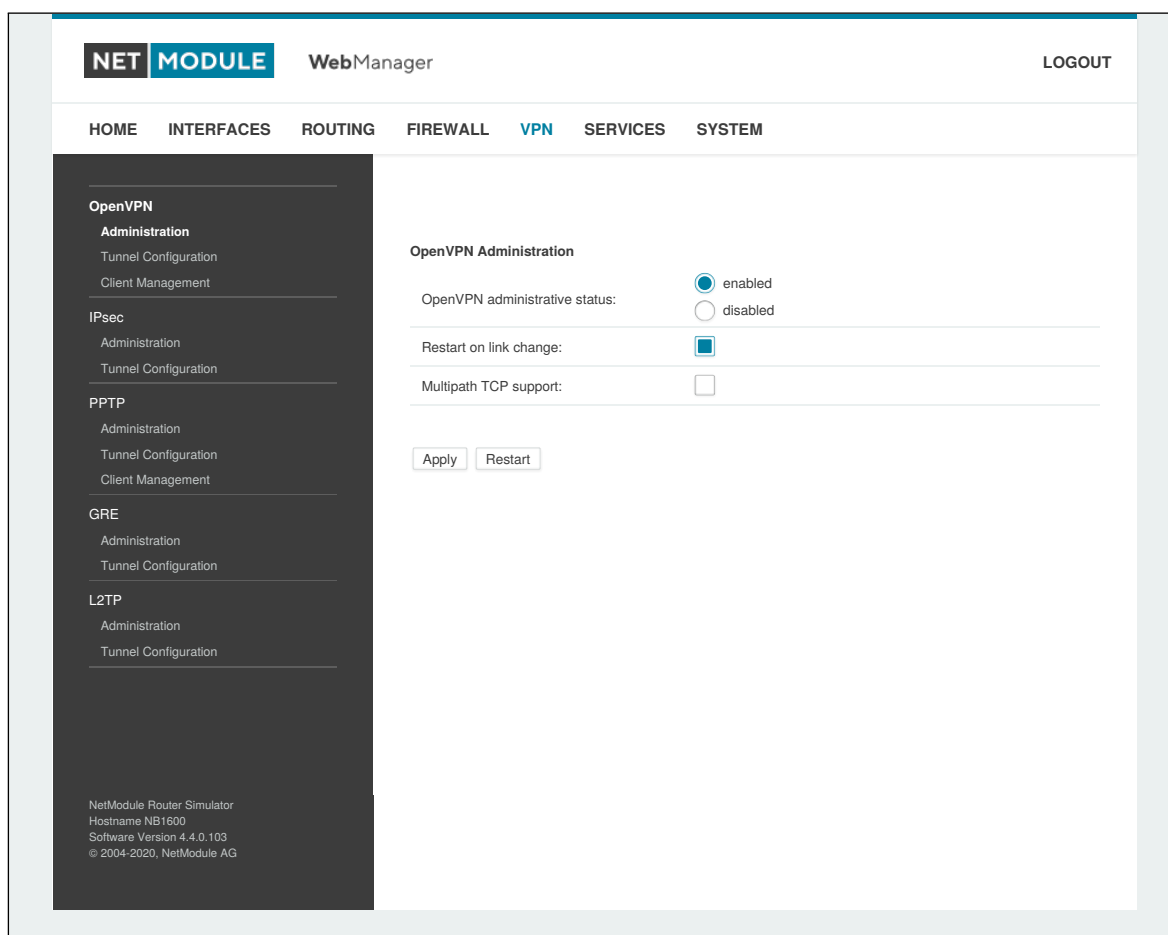 NET MODULE WebManager LOGOUT
HOME INTERFACES ROUTING FIREWALL VPN SERVICES SYSTEM
OpenVPN
Administration
Tunnel Configuration
Client Management
IPsec
Administration
Tunnel Configuration
PPTP
Administration
Tunnel Configuration
Client Management
GRE
Administration
Tunnel Configuration
L2TP
Administration
Tunnel Configuration
NetModule Router Simulator
Hostname NB1600
Software Version 4.4.0.103
© 2004-2020, NetModule AG
OpenVPN Administration
OpenVPN administrative status:
enabled
disabled
Restart on link change:
Multipath TCP support:
Apply Restart